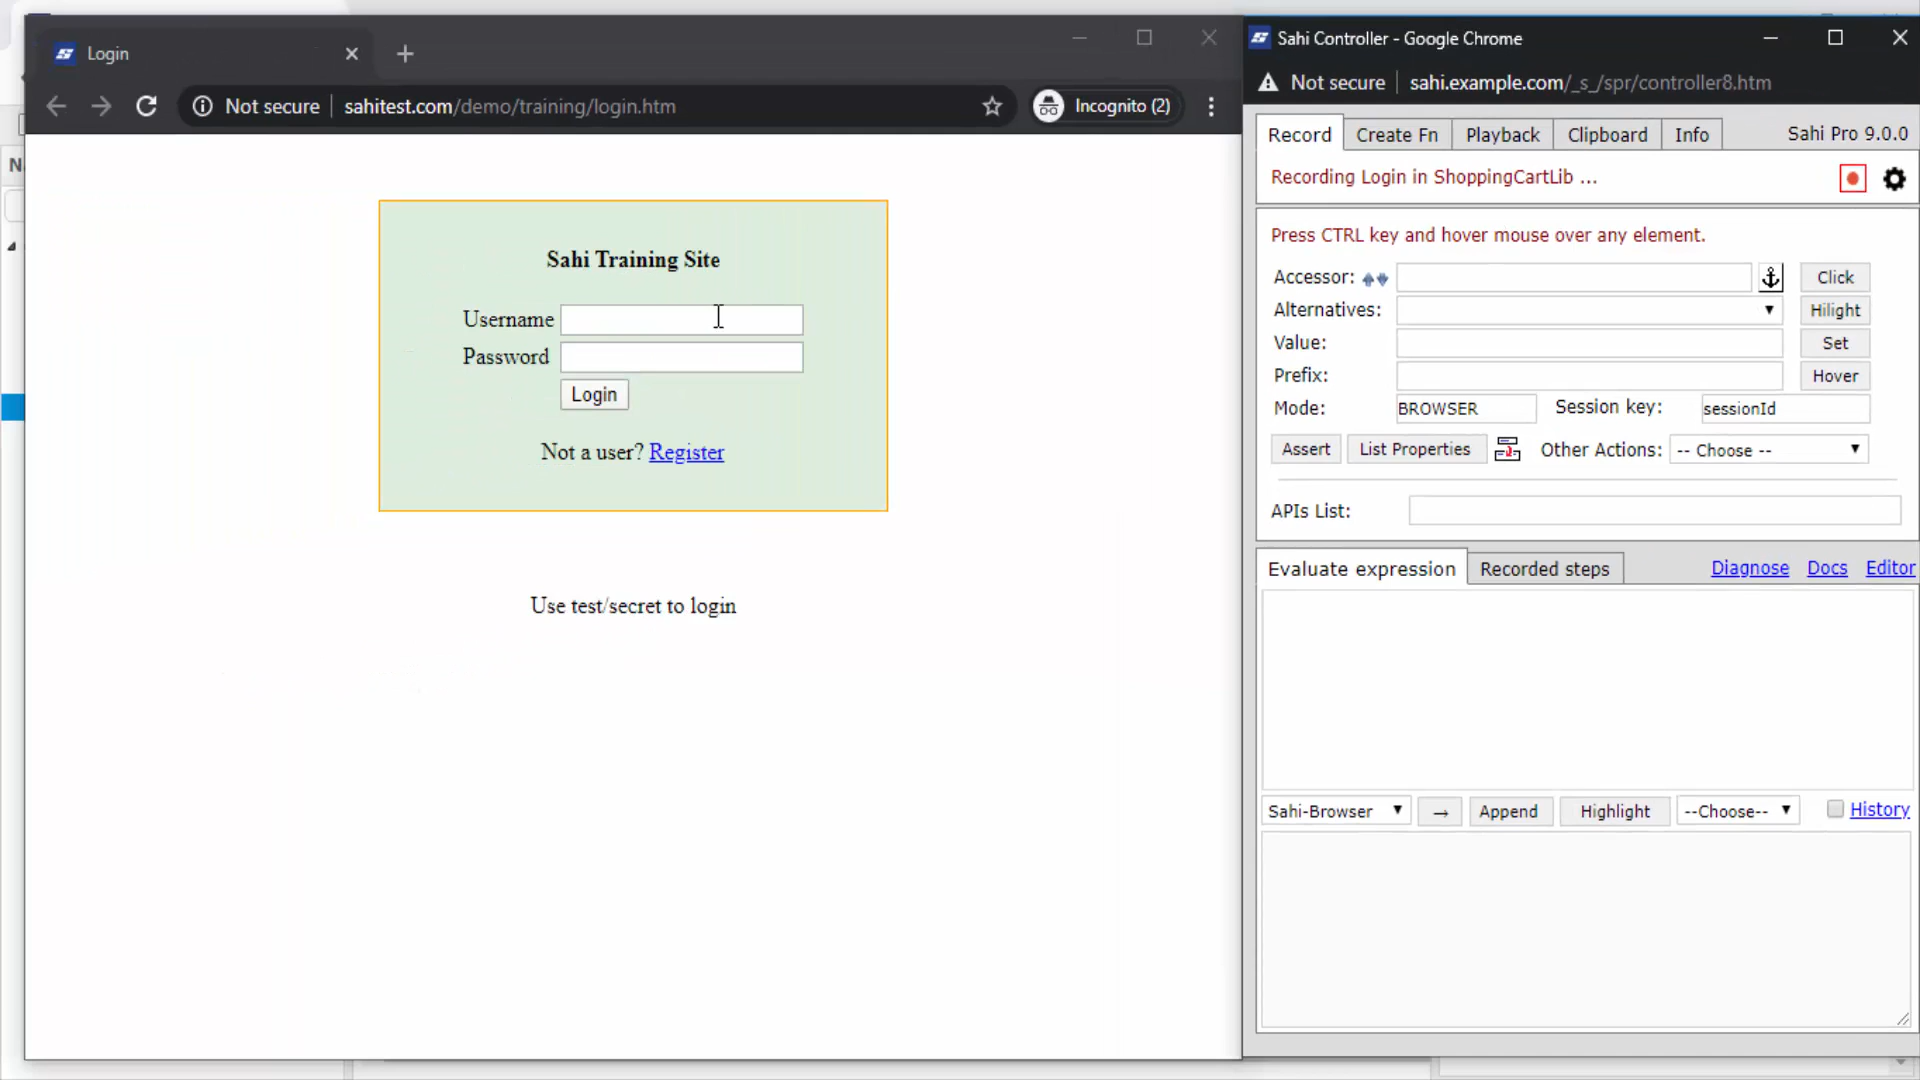 Login
Not secure
sahitest.com/demo/training/login.htm
Incognito (2)
Sahi Training Site
Username
Password
Login
Not a user? Register
Use test/secret to login
Sahi Controller - Google Chrome
Not secure
sahi.example.com/_s_/spr/controller8.htm
Record
Create Fn
Playback
Clipboard
Info
Sahi Pro 9.0.0
Recording Login in ShoppingCartLib ...
Press CTRL key and hover mouse over any element.
Accessor:
Click
Alternatives:
Hilight
Value:
Set
Prefix:
Hover
Mode:
BROWSER
Session key:
sessionId
Assert
List Properties
Other Actions:
-- Choose --
APIs List:
Evaluate expression
Recorded steps
Diagnose
Docs
Editor
Sahi-Browser
→
Append
Highlight
--Choose--
History